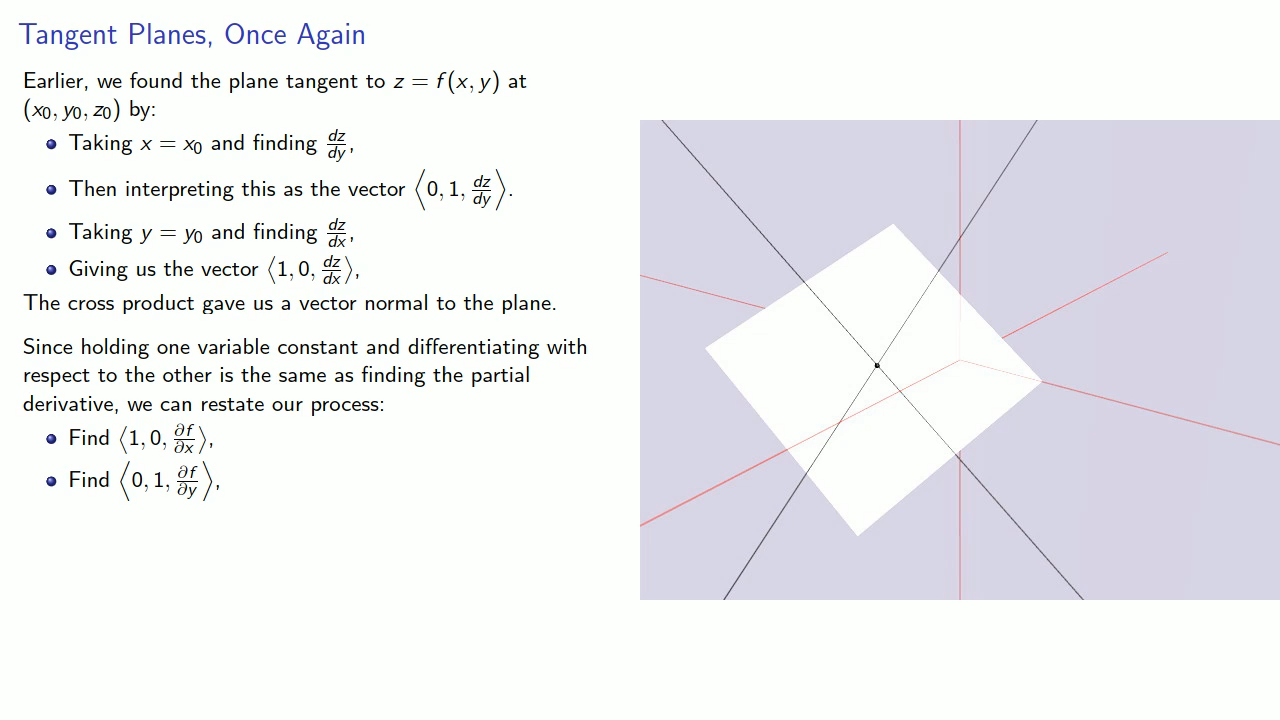 Tangent Planes, Once Again
Earlier, we found the plane tangent to z = f(x, y) at
(x₀, y₀, z₀) by:
Taking x = x₀ and finding dz/dy,
Then interpreting this as the vector ⟨0, 1, dz/dy⟩.
Taking y = y₀ and finding dz/dx,
Giving us the vector ⟨1, 0, dz/dx⟩,
The cross product gave us a vector normal to the plane.
Since holding one variable constant and differentiating with
respect to the other is the same as finding the partial
derivative, we can restate our process:
Find ⟨1, 0, ∂f/∂x⟩,
Find ⟨0, 1, ∂f/∂y⟩,